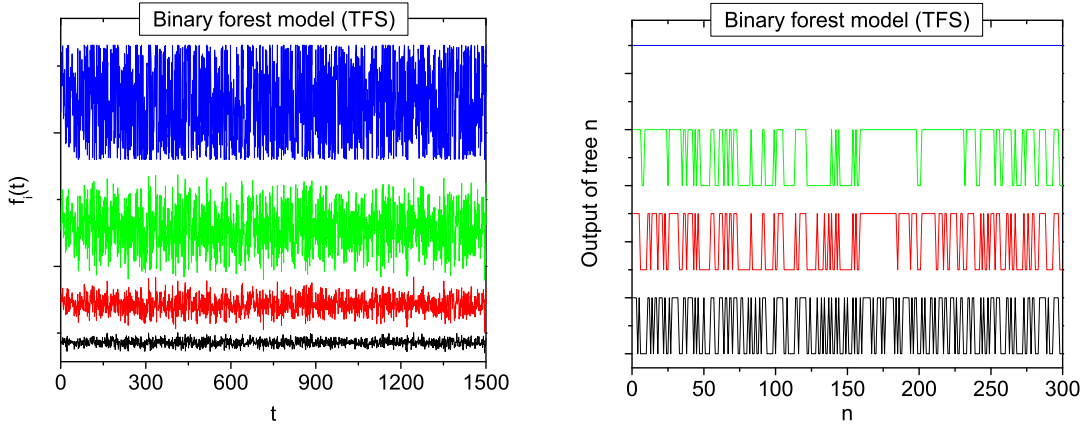 Binary forest model (TFS)
fᵢ(t)
0 300 600 900 1200 1500
t
Binary forest model (TFS)
Output of tree n
0 50 100 150 200 250 300
n